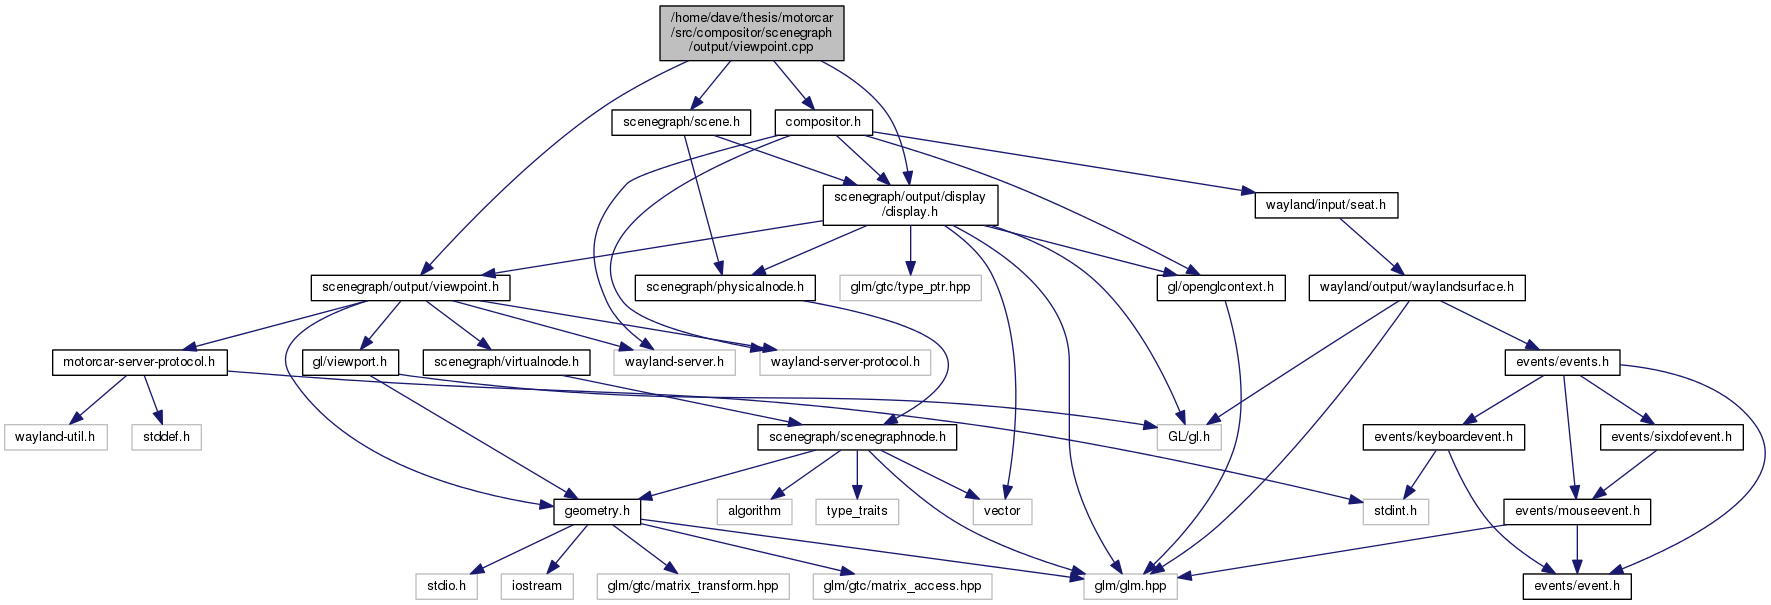 /home/dave/thesis/motorcar
/src/compositor/scenegraph
/output/viewpoint.cpp
scenegraph/scene.h
compositor.h
scenegraph/output/display
/display.h
wayland/input/seat.h
scenegraph/output/viewpoint.h
scenegraph/physicalnode.h
glm/gtc/type_ptr.hpp
gl/openglcontext.h
wayland/output/waylandsurface.h
motorcar-server-protocol.h
gl/viewport.h
scenegraph/virtualnode.h
wayland-server.h
wayland-server-protocol.h
events/events.h
wayland-util.h
stddef.h
scenegraph/scenegraphnode.h
GL/gl.h
events/keyboardevent.h
events/sixdofevent.h
geometry.h
algorithm
type_traits
vector
stdint.h
events/mouseevent.h
stdio.h
iostream
glm/gtc/matrix_transform.hpp
glm/gtc/matrix_access.hpp
glm/glm.hpp
events/event.h